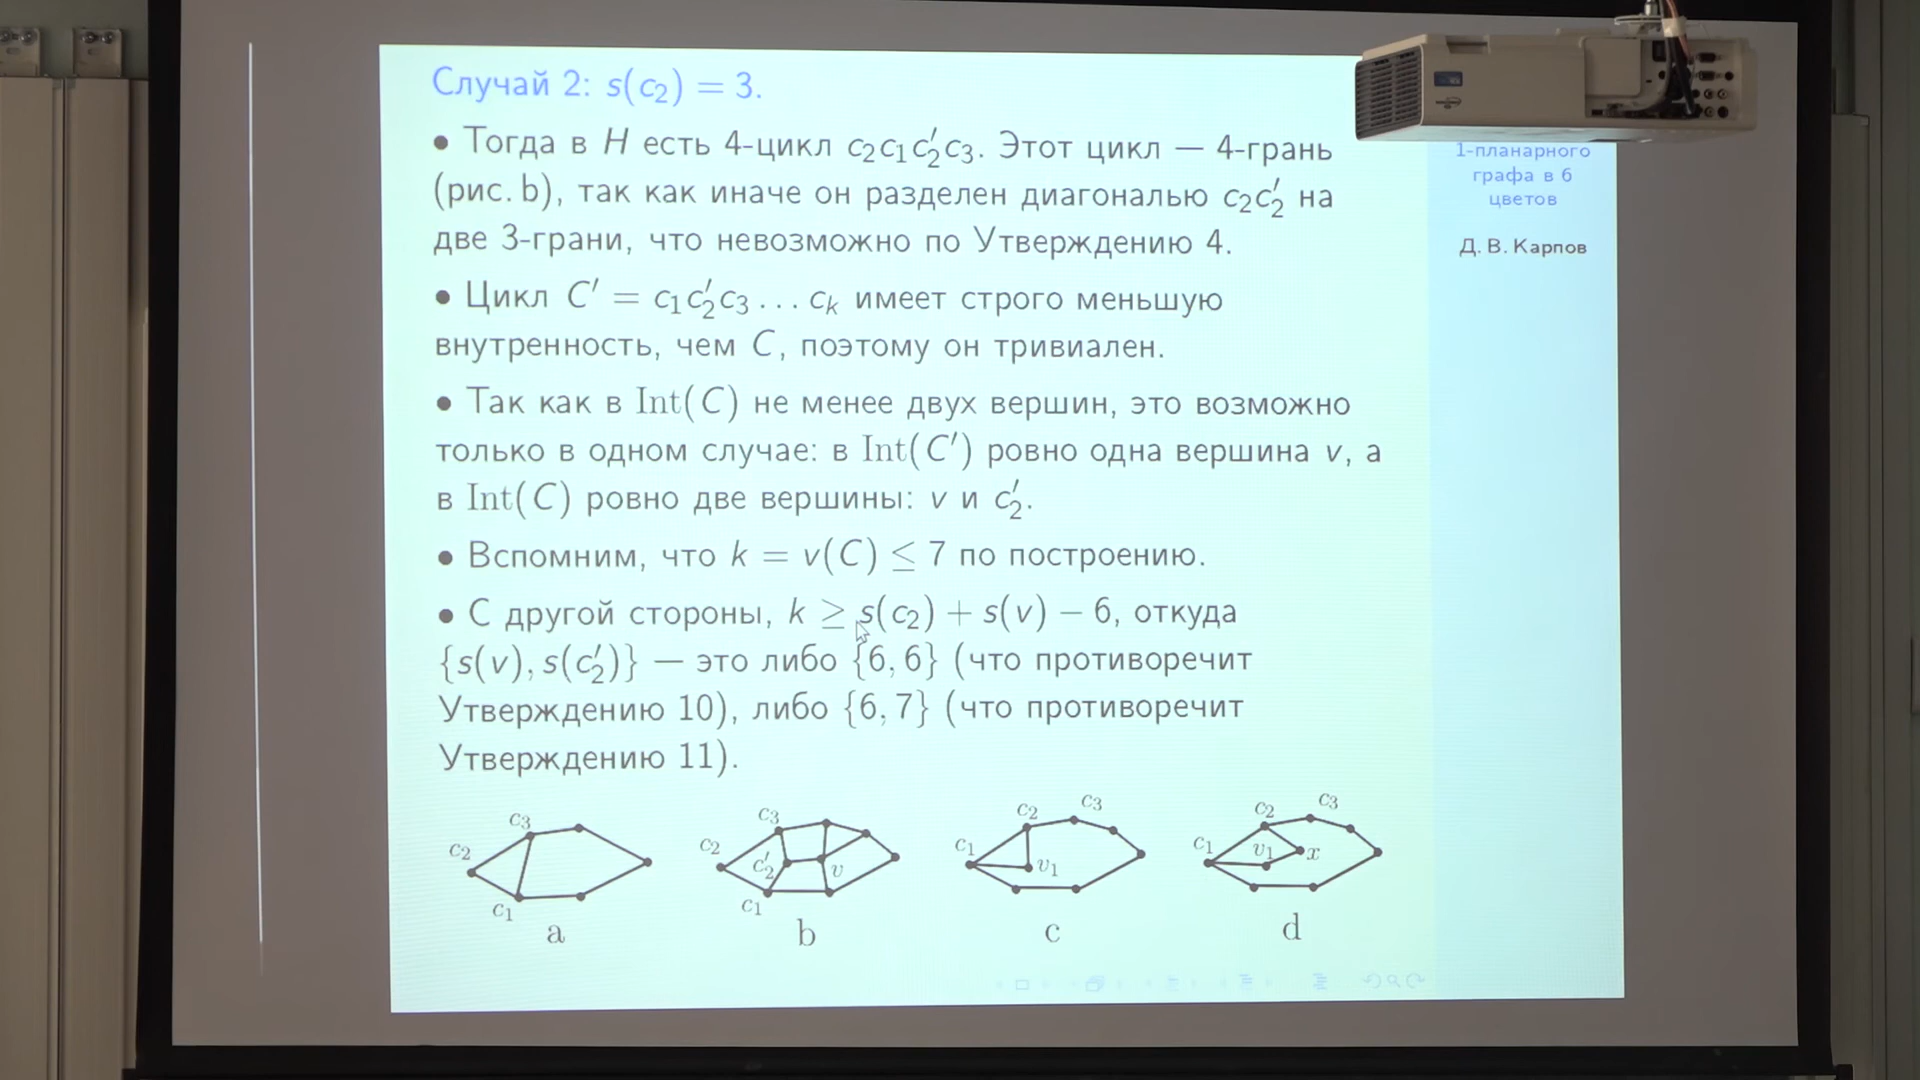 Случай 2: s(c₂) = 3.
• Тогда в H есть 4-цикл c₂c₁c′₂c₃. Этот цикл — 4-грань
(рис. b), так как иначе он разделен диагональю c₂c′₂ на
две 3-грани, что невозможно по Утверждению 4.
• Цикл C′ = c₁c′₂c₃ . . . cₖ имеет строго меньшую
внутренность, чем C, поэтому он тривиален.
• Так как в Int(C) не менее двух вершин, это возможно
только в одном случае: в Int(C′) ровно одна вершина v, а
в Int(C) ровно две вершины: v и c′₂.
• Вспомним, что k = v(C) ≤ 7 по построению.
• С другой стороны, k ≥ s(c₂) + s(v) − 6, откуда
{s(v), s(c′₂)} — это либо {6, 6} (что противоречит
Утверждению 10), либо {6, 7} (что противоречит
Утверждению 11).
c₃
c₂
c₁
a
c₃
c₂
c′₂
v
c₁
b
c₂
c₃
c₁
v₁
c
c₂
c₃
c₁
v₁
x
d
1-планарного
графа в 6
цветов
Д. В. Карпов